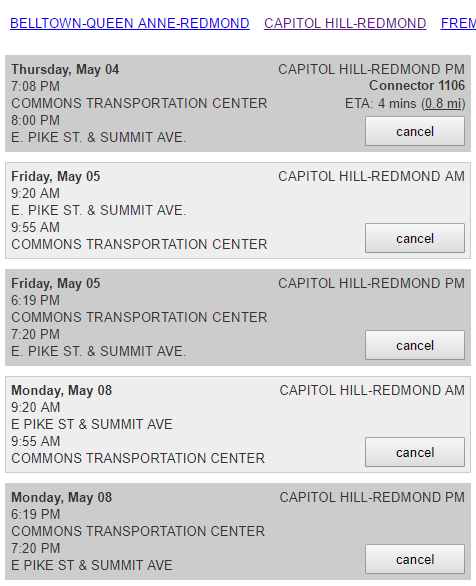 BELLTOWN-QUEEN ANNE-REDMOND CAPITOL HILL-REDMOND FREM
Thursday, May 04 CAPITOL HILL-REDMOND PM
7:08 PM Connector 1106
COMMONS TRANSPORTATION CENTER ETA: 4 mins (0.8 mi)
8:00 PM
E. PIKE ST. & SUMMIT AVE. cancel
Friday, May 05 CAPITOL HILL-REDMOND AM
9:20 AM
E. PIKE ST. & SUMMIT AVE.
9:55 AM
COMMONS TRANSPORTATION CENTER cancel
Friday, May 05 CAPITOL HILL-REDMOND PM
6:19 PM
COMMONS TRANSPORTATION CENTER
7:20 PM
E. PIKE ST. & SUMMIT AVE. cancel
Monday, May 08 CAPITOL HILL-REDMOND AM
9:20 AM
E PIKE ST & SUMMIT AVE
9:55 AM
COMMONS TRANSPORTATION CENTER cancel
Monday, May 08 CAPITOL HILL-REDMOND PM
6:19 PM
COMMONS TRANSPORTATION CENTER
7:20 PM
E PIKE ST & SUMMIT AVE cancel